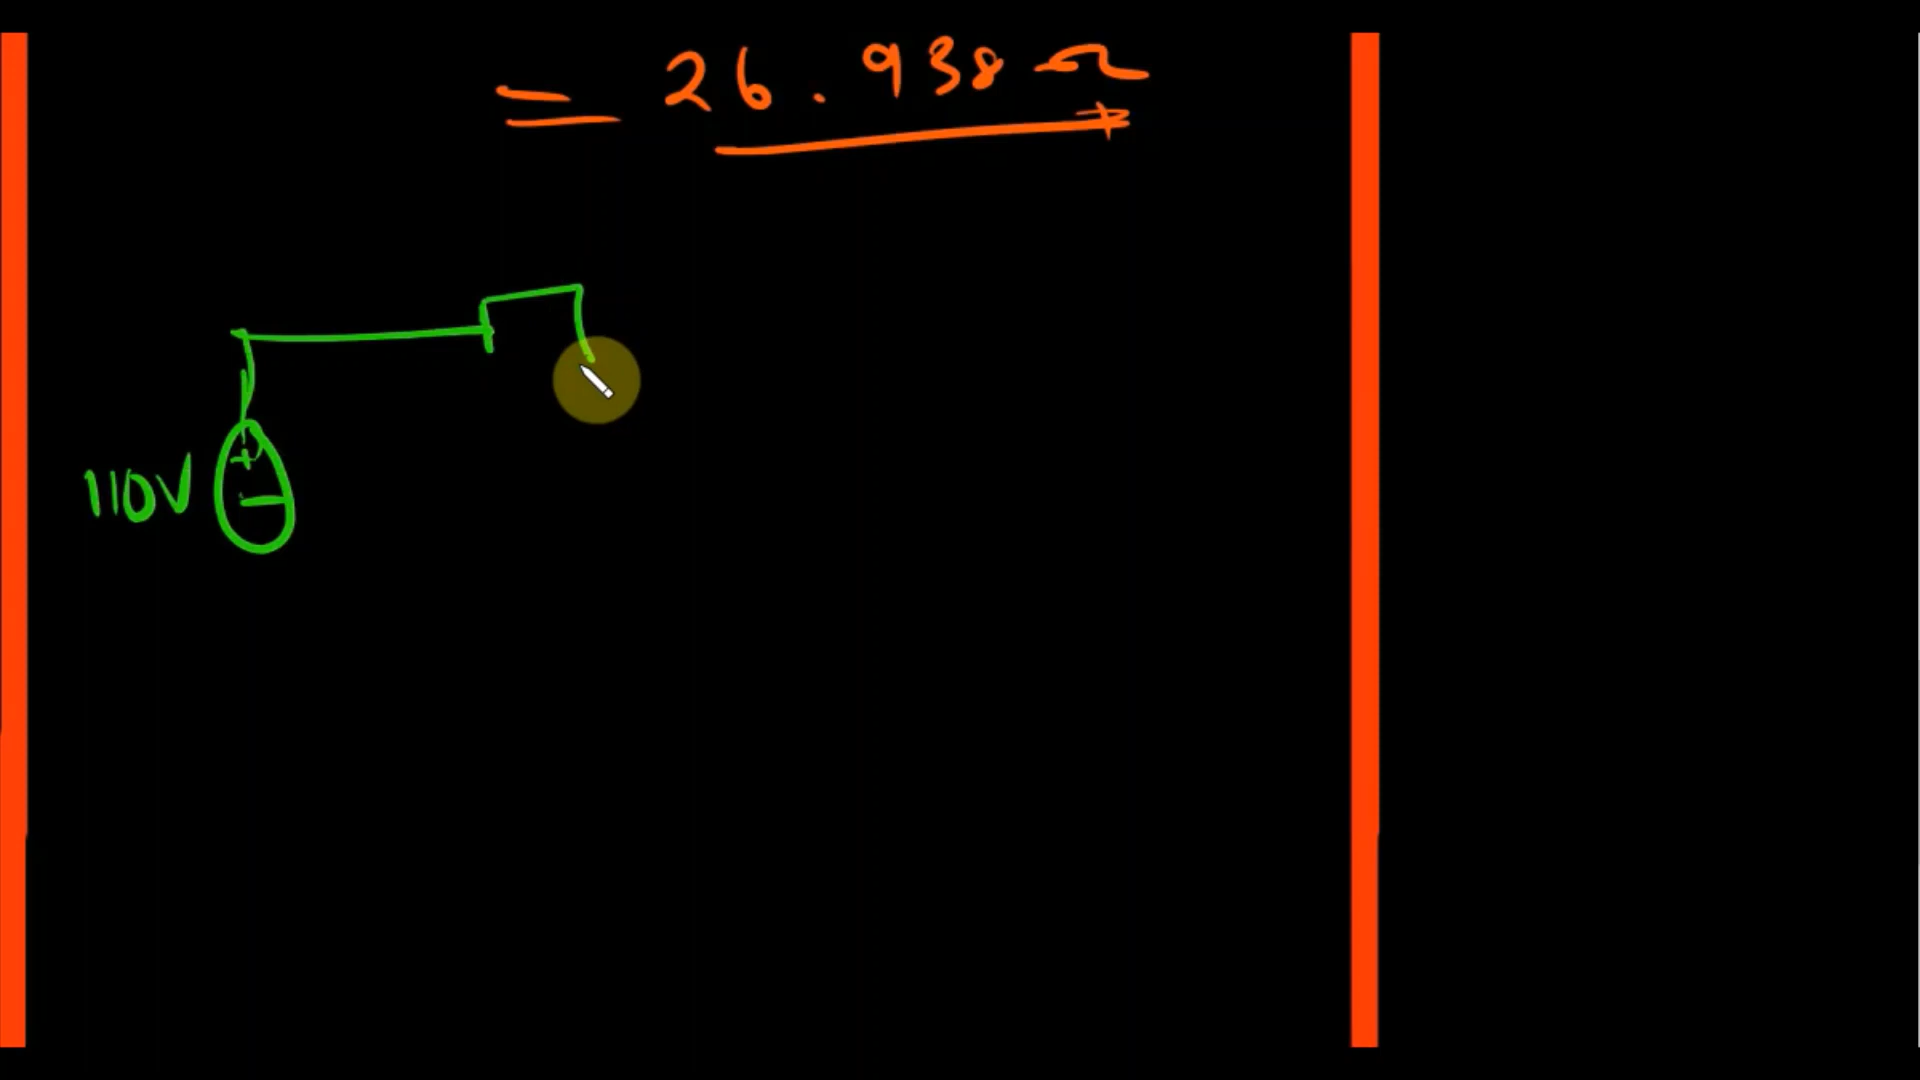 = 26.938 Ω
110V
+
-